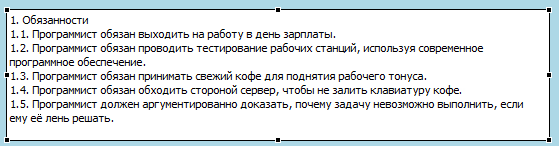 1. Обязанности
1.1. Программист обязан выходить на работу в день зарплаты.
1.2. Программист обязан проводить тестирование рабочих станций, используя современное
программное обеспечение.
1.3. Программист обязан принимать свежий кофе для поднятия рабочего тонуса.
1.4. Программист обязан обходить стороной сервер, чтобы не залить клавиатуру кофе.
1.5. Программист должен аргументированно доказать, почему задачу невозможно выполнить, если
ему её лень решать.